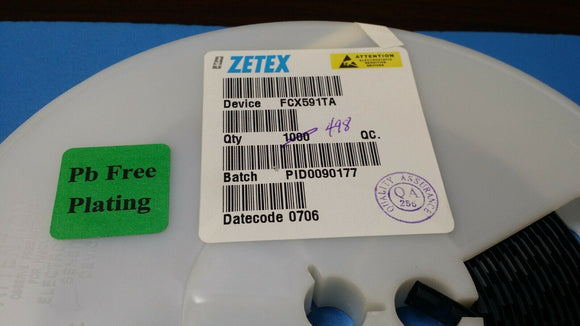 ZETEX
ATTENTION
Device FCX591TA
Qty 1000 498 QC.
Batch PID0090177
Datecode 0706
QUALITY ASSURANCE
QA
256
Pb Free
Plating